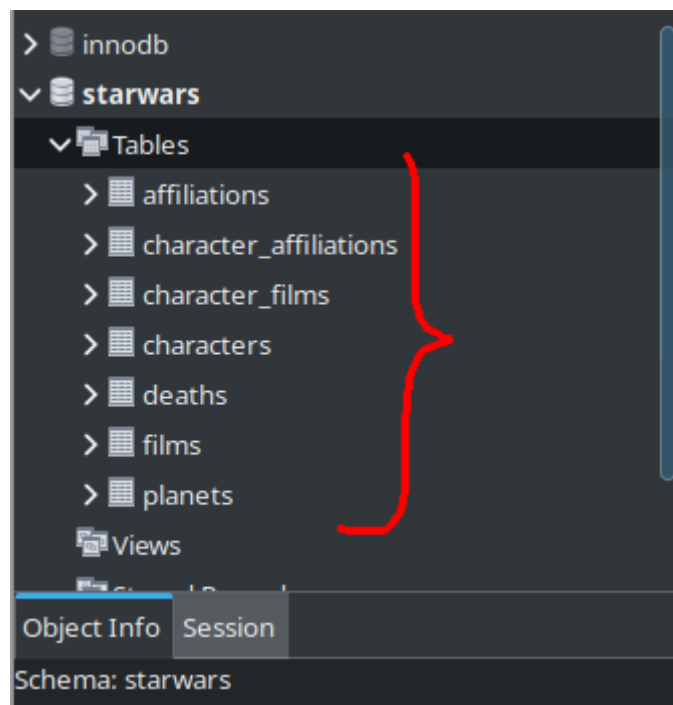 innodb
starwars
Tables
affiliations
character_affiliations
character_films
characters
deaths
films
planets
Views
Object Info Session
Schema: starwars